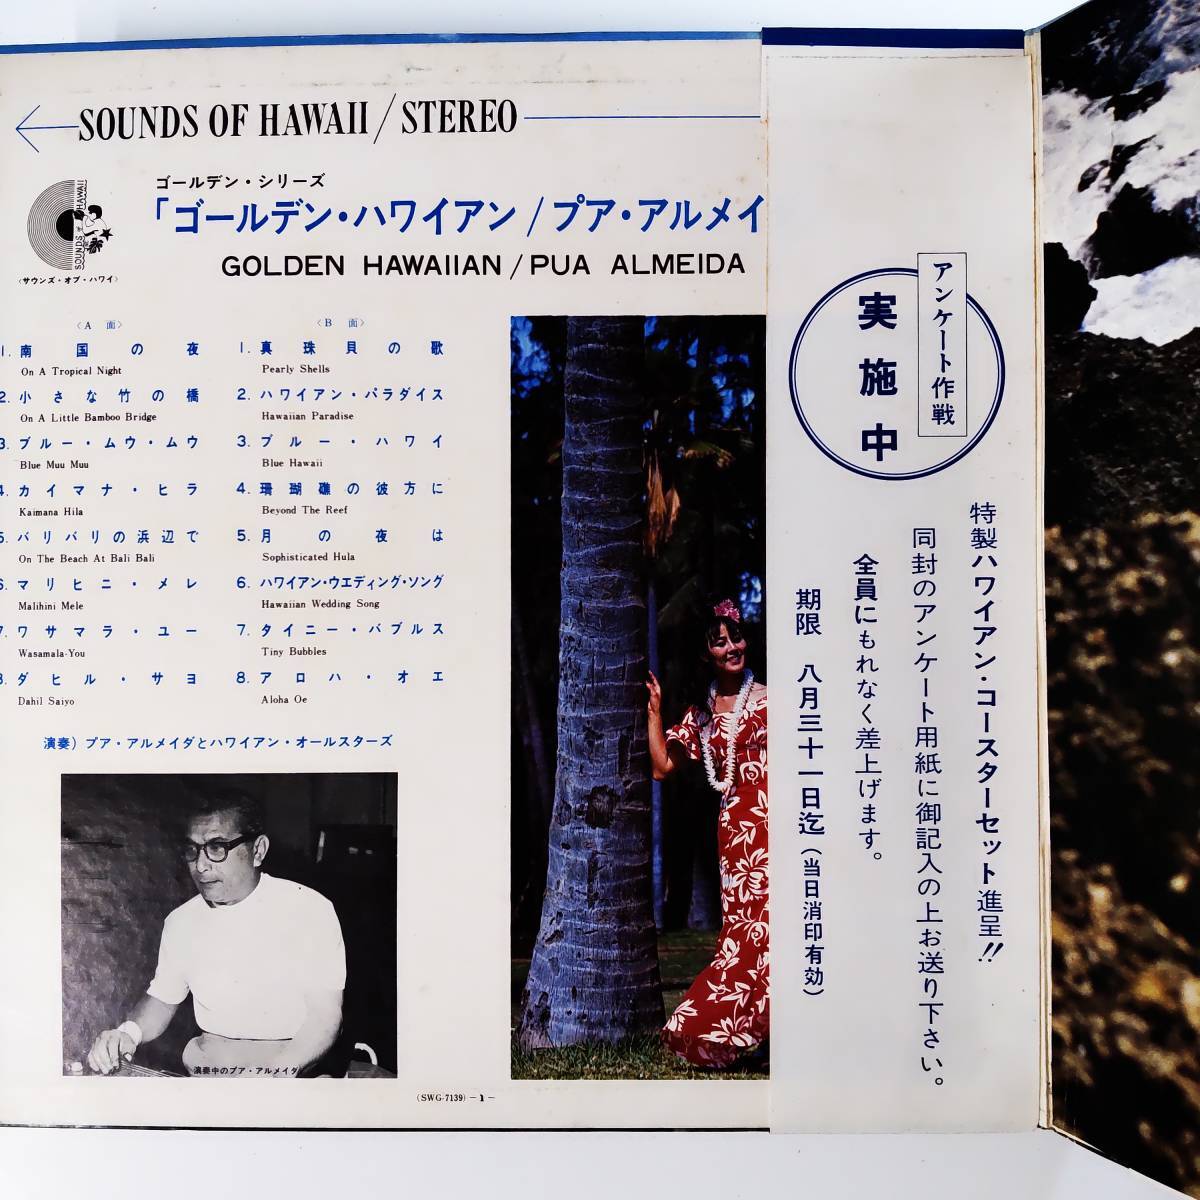 SOUNDS OF HAWAII / STEREO
SOUNDS of HAWAII
〈サウンズ・オブ・ハワイ〉
ゴールデン・シリーズ
「ゴールデン・ハワイアン/プア・アルメイ
GOLDEN HAWAIIAN/PUA ALMEIDA
〈A 面〉
1. 南国の夜
On A Tropical Night
2. 小さな竹の橋
On A Little Bamboo Bridge
3. ブルー・ムウ・ムウ
Blue Muu Muu
4. カイマナ・ヒラ
Kaimana Hila
5. バリバリの浜辺で
On The Beach At Bali Bali
6. マリヒニ・メレ
Malihini Mele
7. ワサマラ・ユー
Wasamala-You
8. ダヒル・サヨ
Dahil Saiyo
〈B 面〉
1. 真珠貝の歌
Pearly Shells
2. ハワイアン・パラダイス
Hawaiian Paradise
3. ブルー・ハワイ
Blue Hawaii
4. 珊瑚礁の彼方に
Beyond The Reef
5. 月の夜は
Sophisticated Hula
6. ハワイアン・ウエディング・ソング
Hawaiian Wedding Song
7. タイニー・バブルス
Tiny Bubbles
8. アロハ・オエ
Aloha Oe
演奏)プア・アルメイダとハワイアン・オールスターズ
演奏中のプア・アルメイダ
(SWG-7139)-1-
アンケート作戦
実施中
特製ハワイアン・コースターセット進呈!!
同封のアンケート用紙に御記入の上お送り下さい。
全員にもれなく差上げます。
期限 八月三十一日迄(当日消印有効)